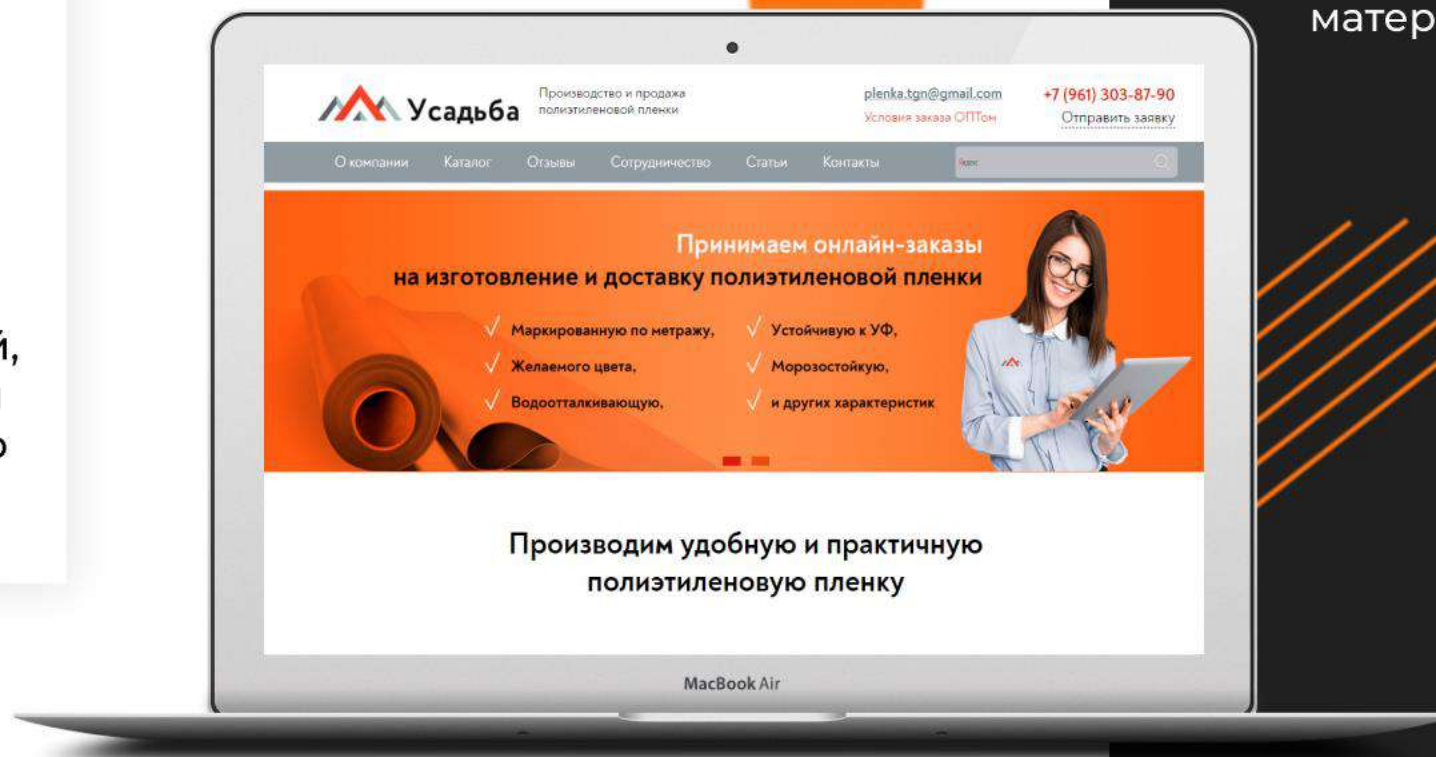 матер
й,
Усадьба
Производство и продажа
полиэтиленовой пленки
plenka.tgn@gmail.com
Условия заказа ОПТом
+7 (961) 303-87-90
Отправить заявку
О компании Каталог Отзывы Сотрудничество Статьи Контакты
Принимаем онлайн-заказы
на изготовление и доставку полиэтиленовой пленки
Маркированную по метражу,
Желаемого цвета,
Водоотталкивающую,
Устойчивую к УФ,
Морозостойкую,
и других характеристик
Производим удобную и практичную
полиэтиленовую пленку
MacBook Air